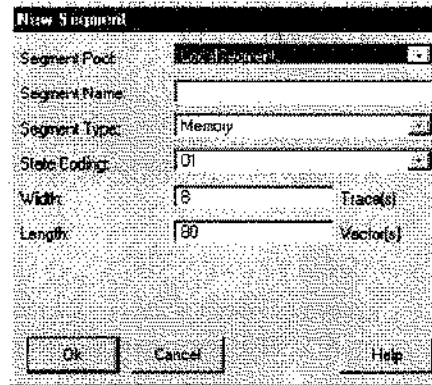 New Segment
Segment Pool:
Local Segment
Segment Name:
Segment Type:
Memory
State Coding:
01
Width:
8
Trace(s)
Length:
80
Vector(s)
Ok
Cancel
Help